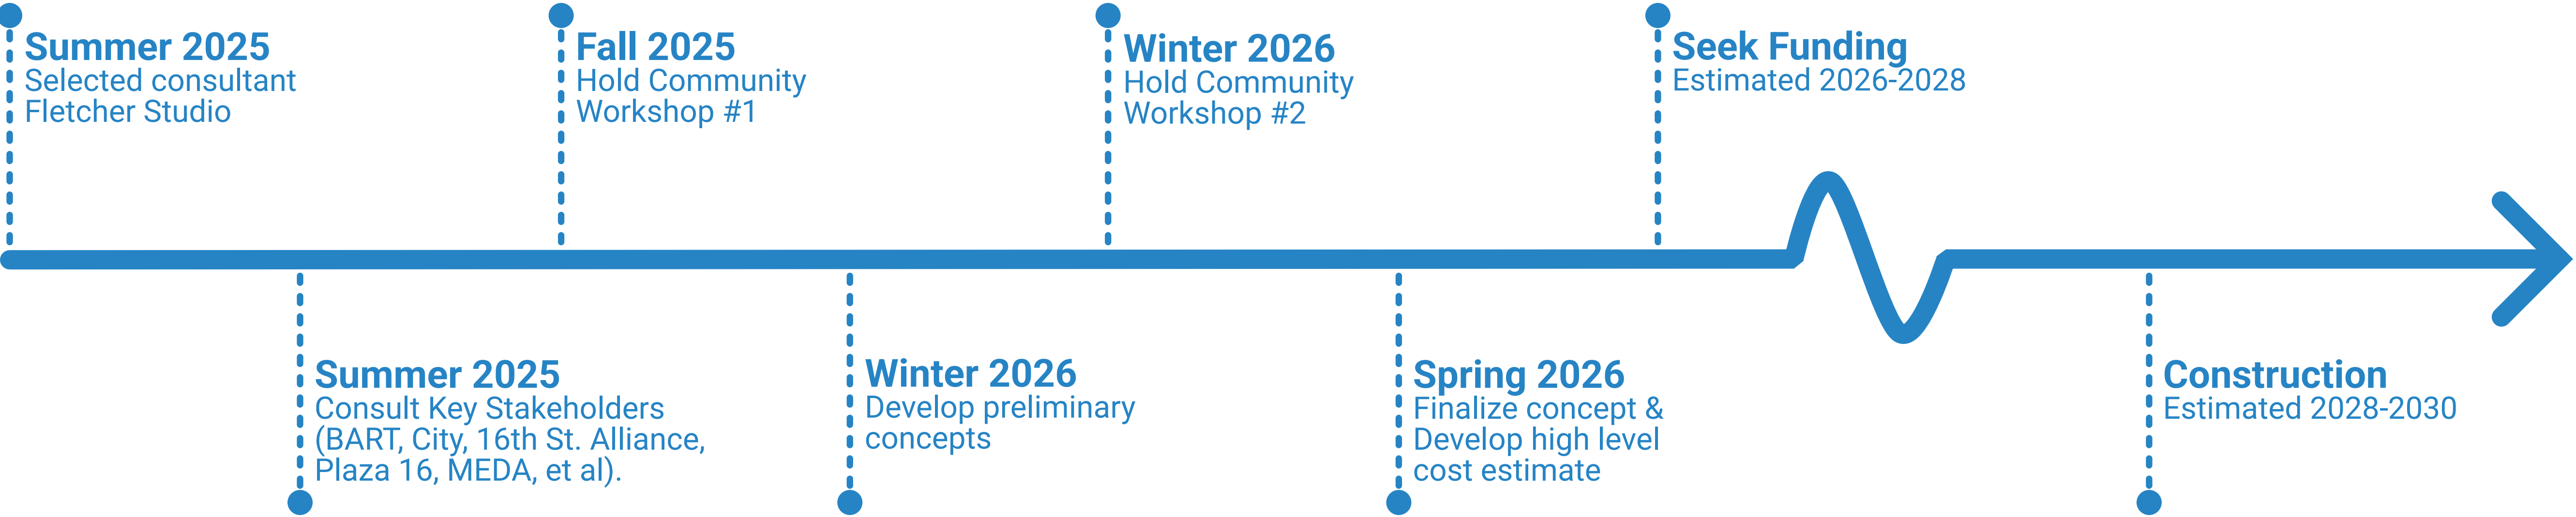 Summer 2025
Selected consultant
Fletcher Studio
Fall 2025
Hold Community
Workshop #1
Winter 2026
Hold Community
Workshop #2
Seek Funding
Estimated 2026-2028
Summer 2025
Consult Key Stakeholders
(BART, City, 16th St. Alliance,
Plaza 16, MEDA, et al).
Winter 2026
Develop preliminary
concepts
Spring 2026
Finalize concept &
Develop high level
cost estimate
Construction
Estimated 2028-2030